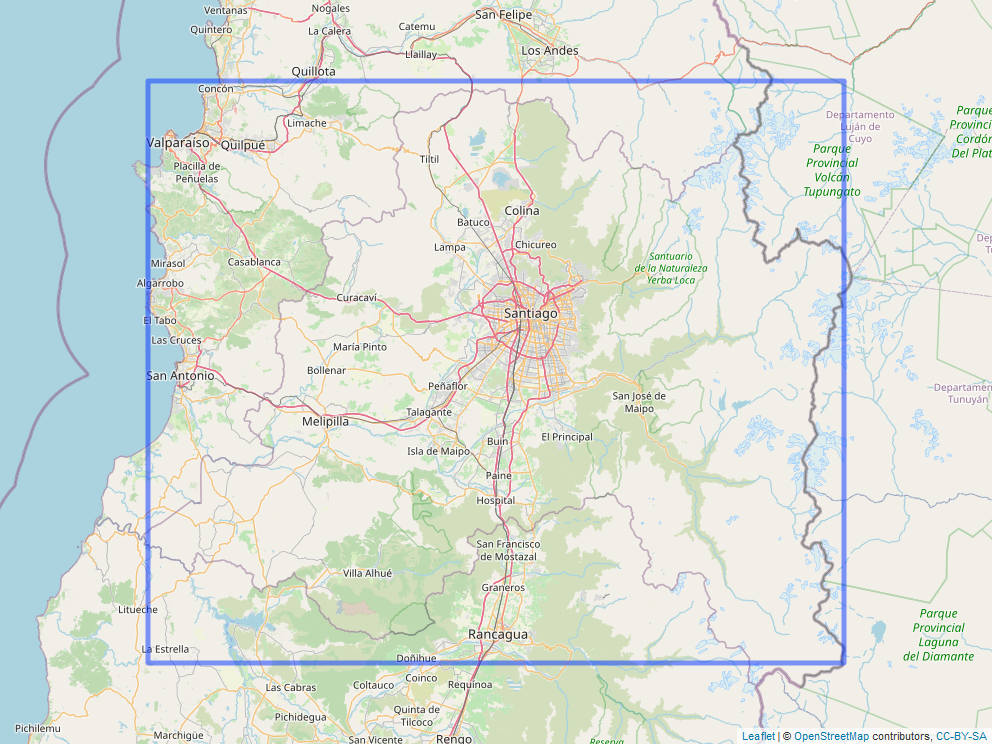 Ventanas
Nogales
San Felipe
Quintero
La Calera
Catemu
Llaillay
Los Andes
Quillota
Concón
Limache
Valparaíso
Quilpué
Placilla de
Peñuelas
Tiltil
Departamento
Luján de
Cuyo
Parque
Provincial
Volcán
Tupungato
Parque
Provinci
Cordón
Del Plat
Colina
Batuco
Lampa
Chicureo
Mirasol
Casablanca
Algarrobo
Santuario
de la Naturaleza
Yerba Loca
Curacaví
Santiago
El Tabo
Las Cruces
María Pinto
Bollenar
San Antonio
Peñaflor
Talagante
Melipilla
San José de
Maipo
Departamen
Tunuyán
Isla de Maipo
Buin
El Principal
Paine
Hospital
San Francisco
de Mostazal
Villa Alhué
Graneros
Litueche
Rancagua
La Estrella
Parque
Provincial
Laguna
del Diamante
Doñihue
Coinco
Coltauco
Requinoa
Las Cabras
Pichidegua
Quinta de
Tilcoco
Pichilemu
Marchigüe
San Vicente
Rengo
Reserva
Leaflet | © OpenStreetMap contributors, CC-BY-SA